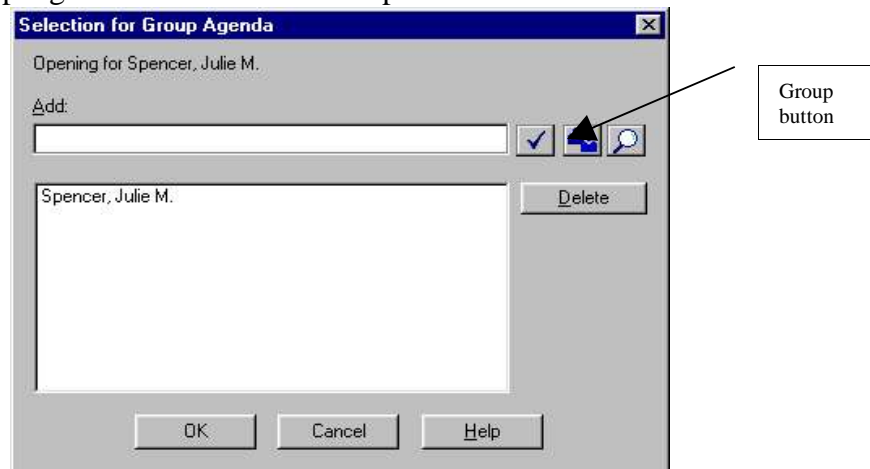 Selection for Group Agenda
Opening for Spencer, Julie M.
Add:
Group
button
Spencer, Julie M.
Delete
OK
Cancel
Help